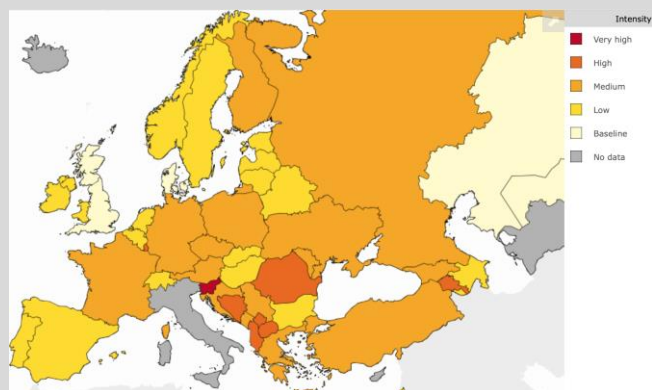 Intensity
Very high
High
Medium
Low
Baseline
No data